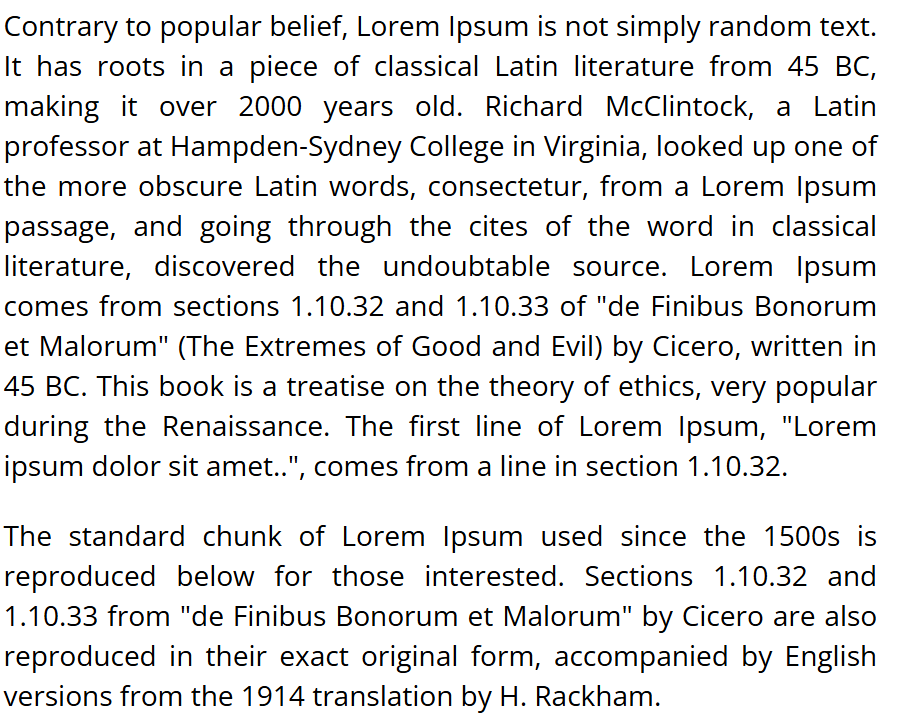 Contrary to popular belief, Lorem Ipsum is not simply random text.
It has roots in a piece of classical Latin literature from 45 BC,
making it over 2000 years old. Richard McClintock, a Latin
professor at Hampden-Sydney College in Virginia, looked up one of
the more obscure Latin words, consectetur, from a Lorem Ipsum
passage, and going through the cites of the word in classical
literature, discovered the undoubtable source. Lorem Ipsum
comes from sections 1.10.32 and 1.10.33 of "de Finibus Bonorum
et Malorum" (The Extremes of Good and Evil) by Cicero, written in
45 BC. This book is a treatise on the theory of ethics, very popular
during the Renaissance. The first line of Lorem Ipsum, "Lorem
ipsum dolor sit amet..", comes from a line in section 1.10.32.
The standard chunk of Lorem Ipsum used since the 1500s is
reproduced below for those interested. Sections 1.10.32 and
1.10.33 from "de Finibus Bonorum et Malorum" by Cicero are also
reproduced in their exact original form, accompanied by English
versions from the 1914 translation by H. Rackham.